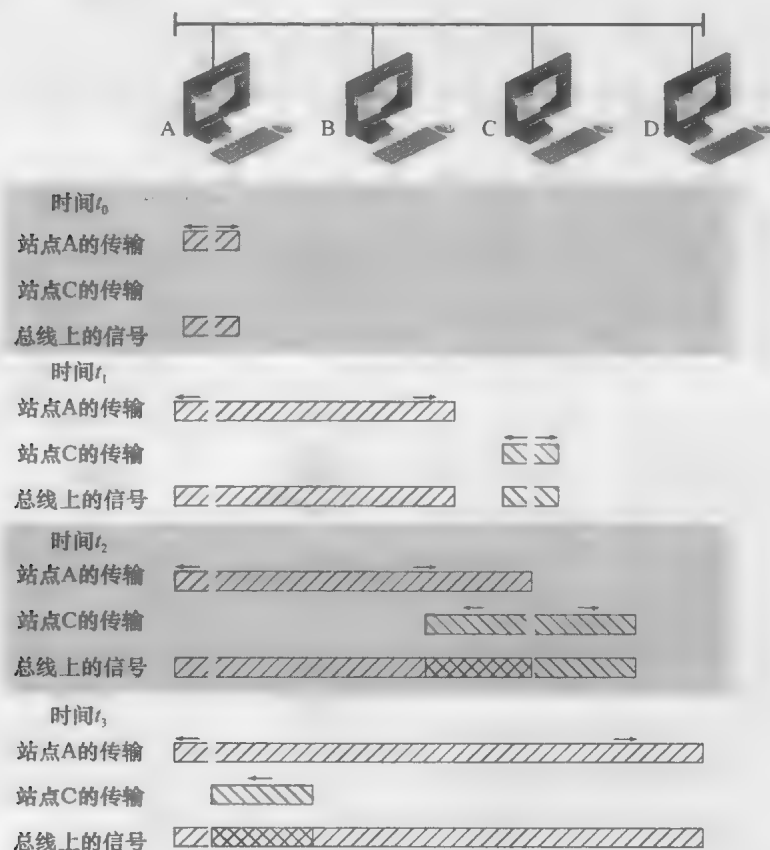 A B C D
时间t₀
站点A的传输
站点C的传输
总线上的信号
时间t₁
站点A的传输
站点C的传输
总线上的信号
时间t₂
站点A的传输
站点C的传输
总线上的信号
时间t₃
站点A的传输
站点C的传输
总线上的信号